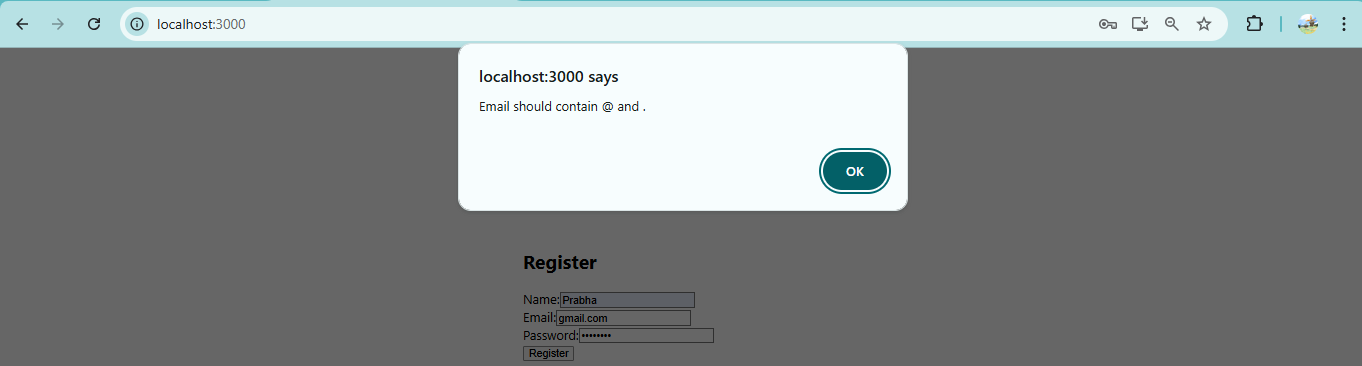 localhost:3000
localhost:3000 says
Email should contain @ and .
OK
Register
Name:Prabha
Email:gmail.com
Password:••••••••
Register